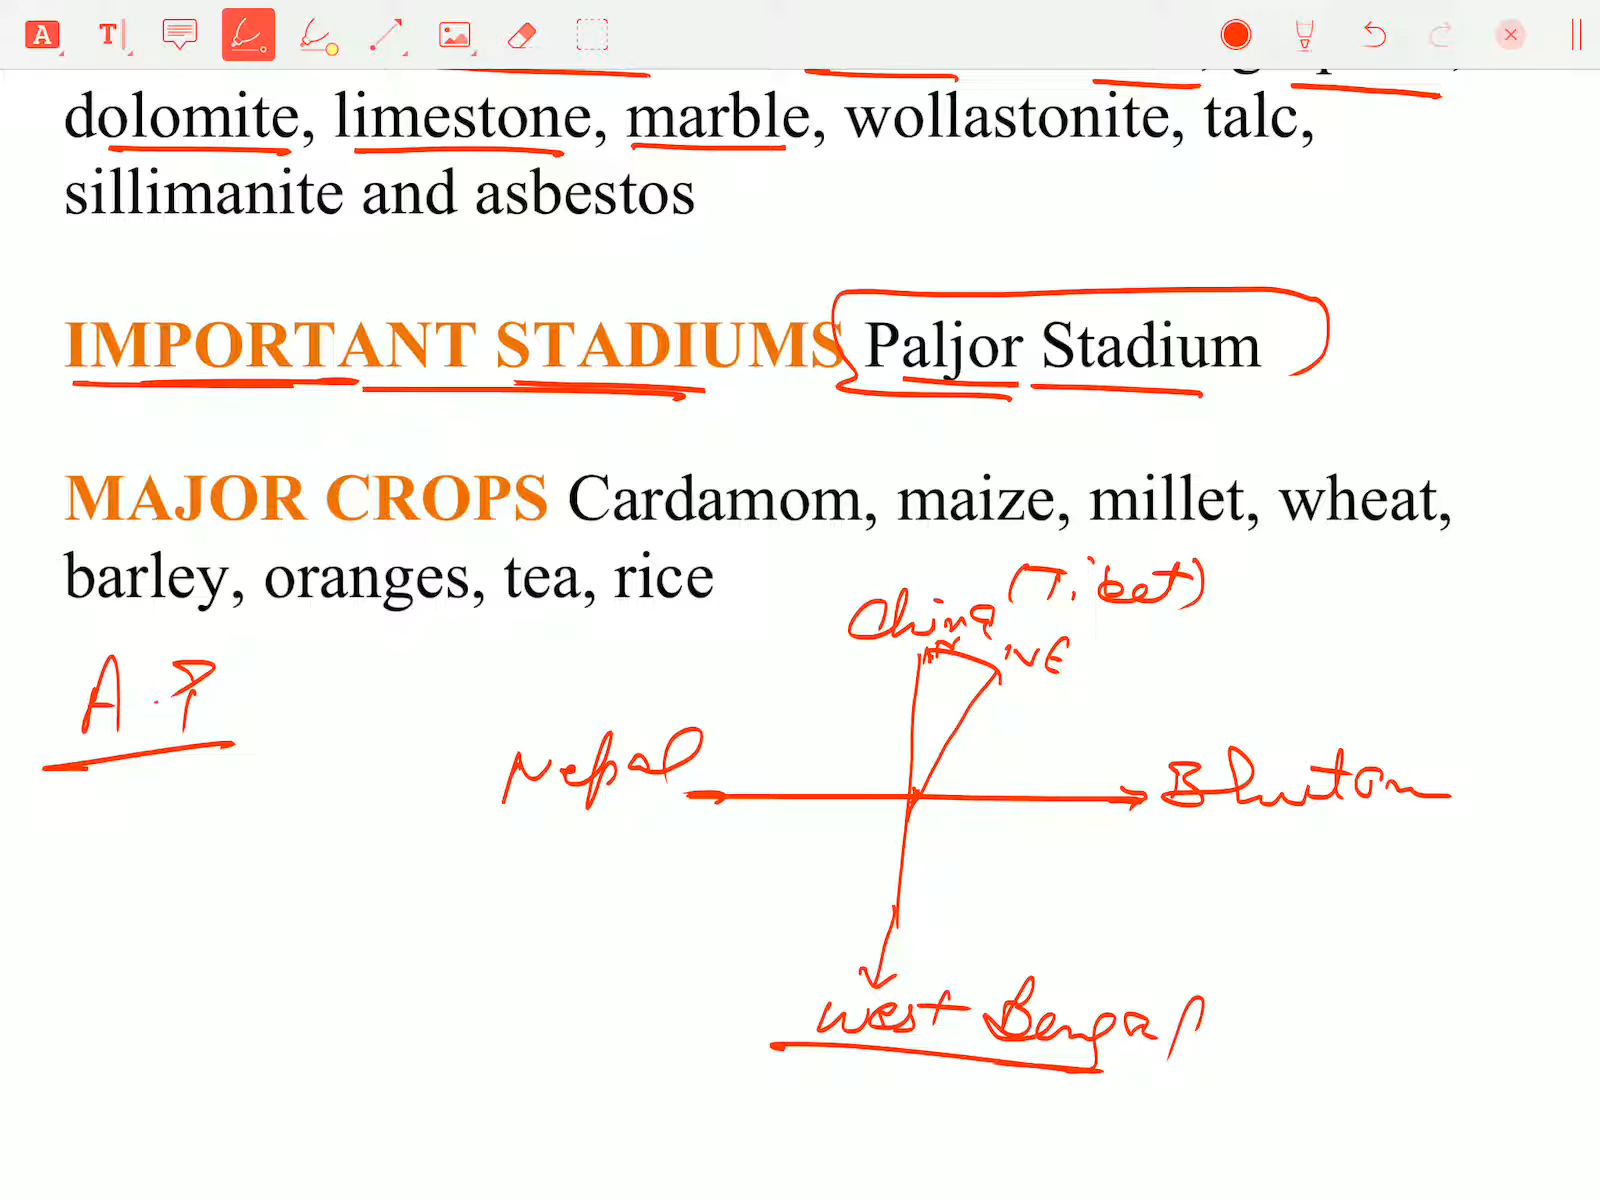 dolomite, limestone, marble, wollastonite, talc,
sillimanite and asbestos
IMPORTANT STADIUMS Paljor Stadium
MAJOR CROPS Cardamom, maize, millet, wheat,
barley, oranges, tea, rice
China (Tibet)
N NE
A.P
Nepal
Bhutan
West Bengal